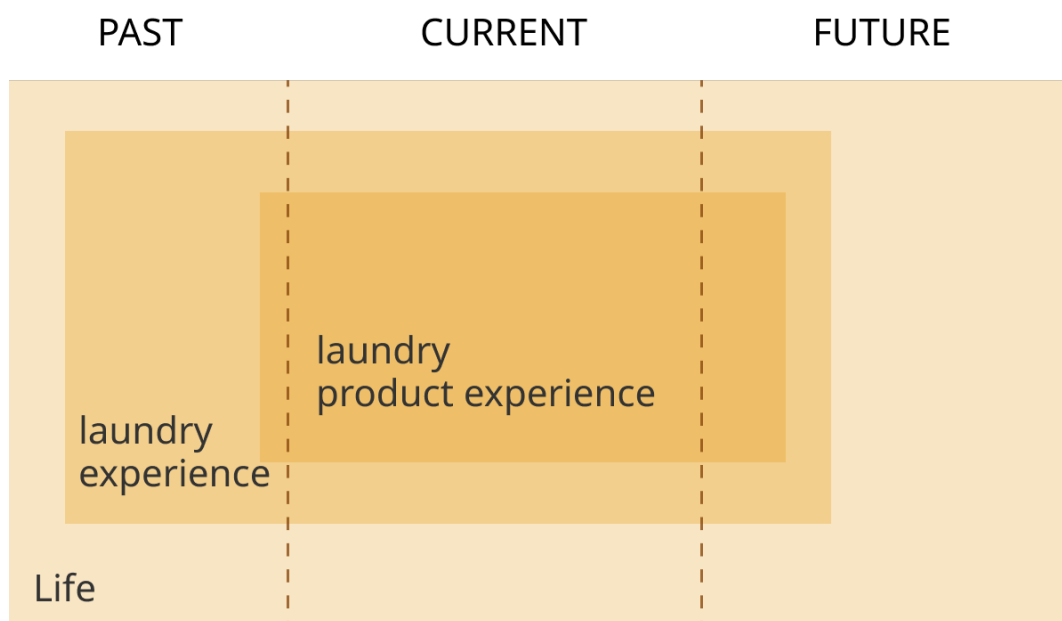 PAST CURRENT FUTURE
laundry
product experience
laundry
experience
Life